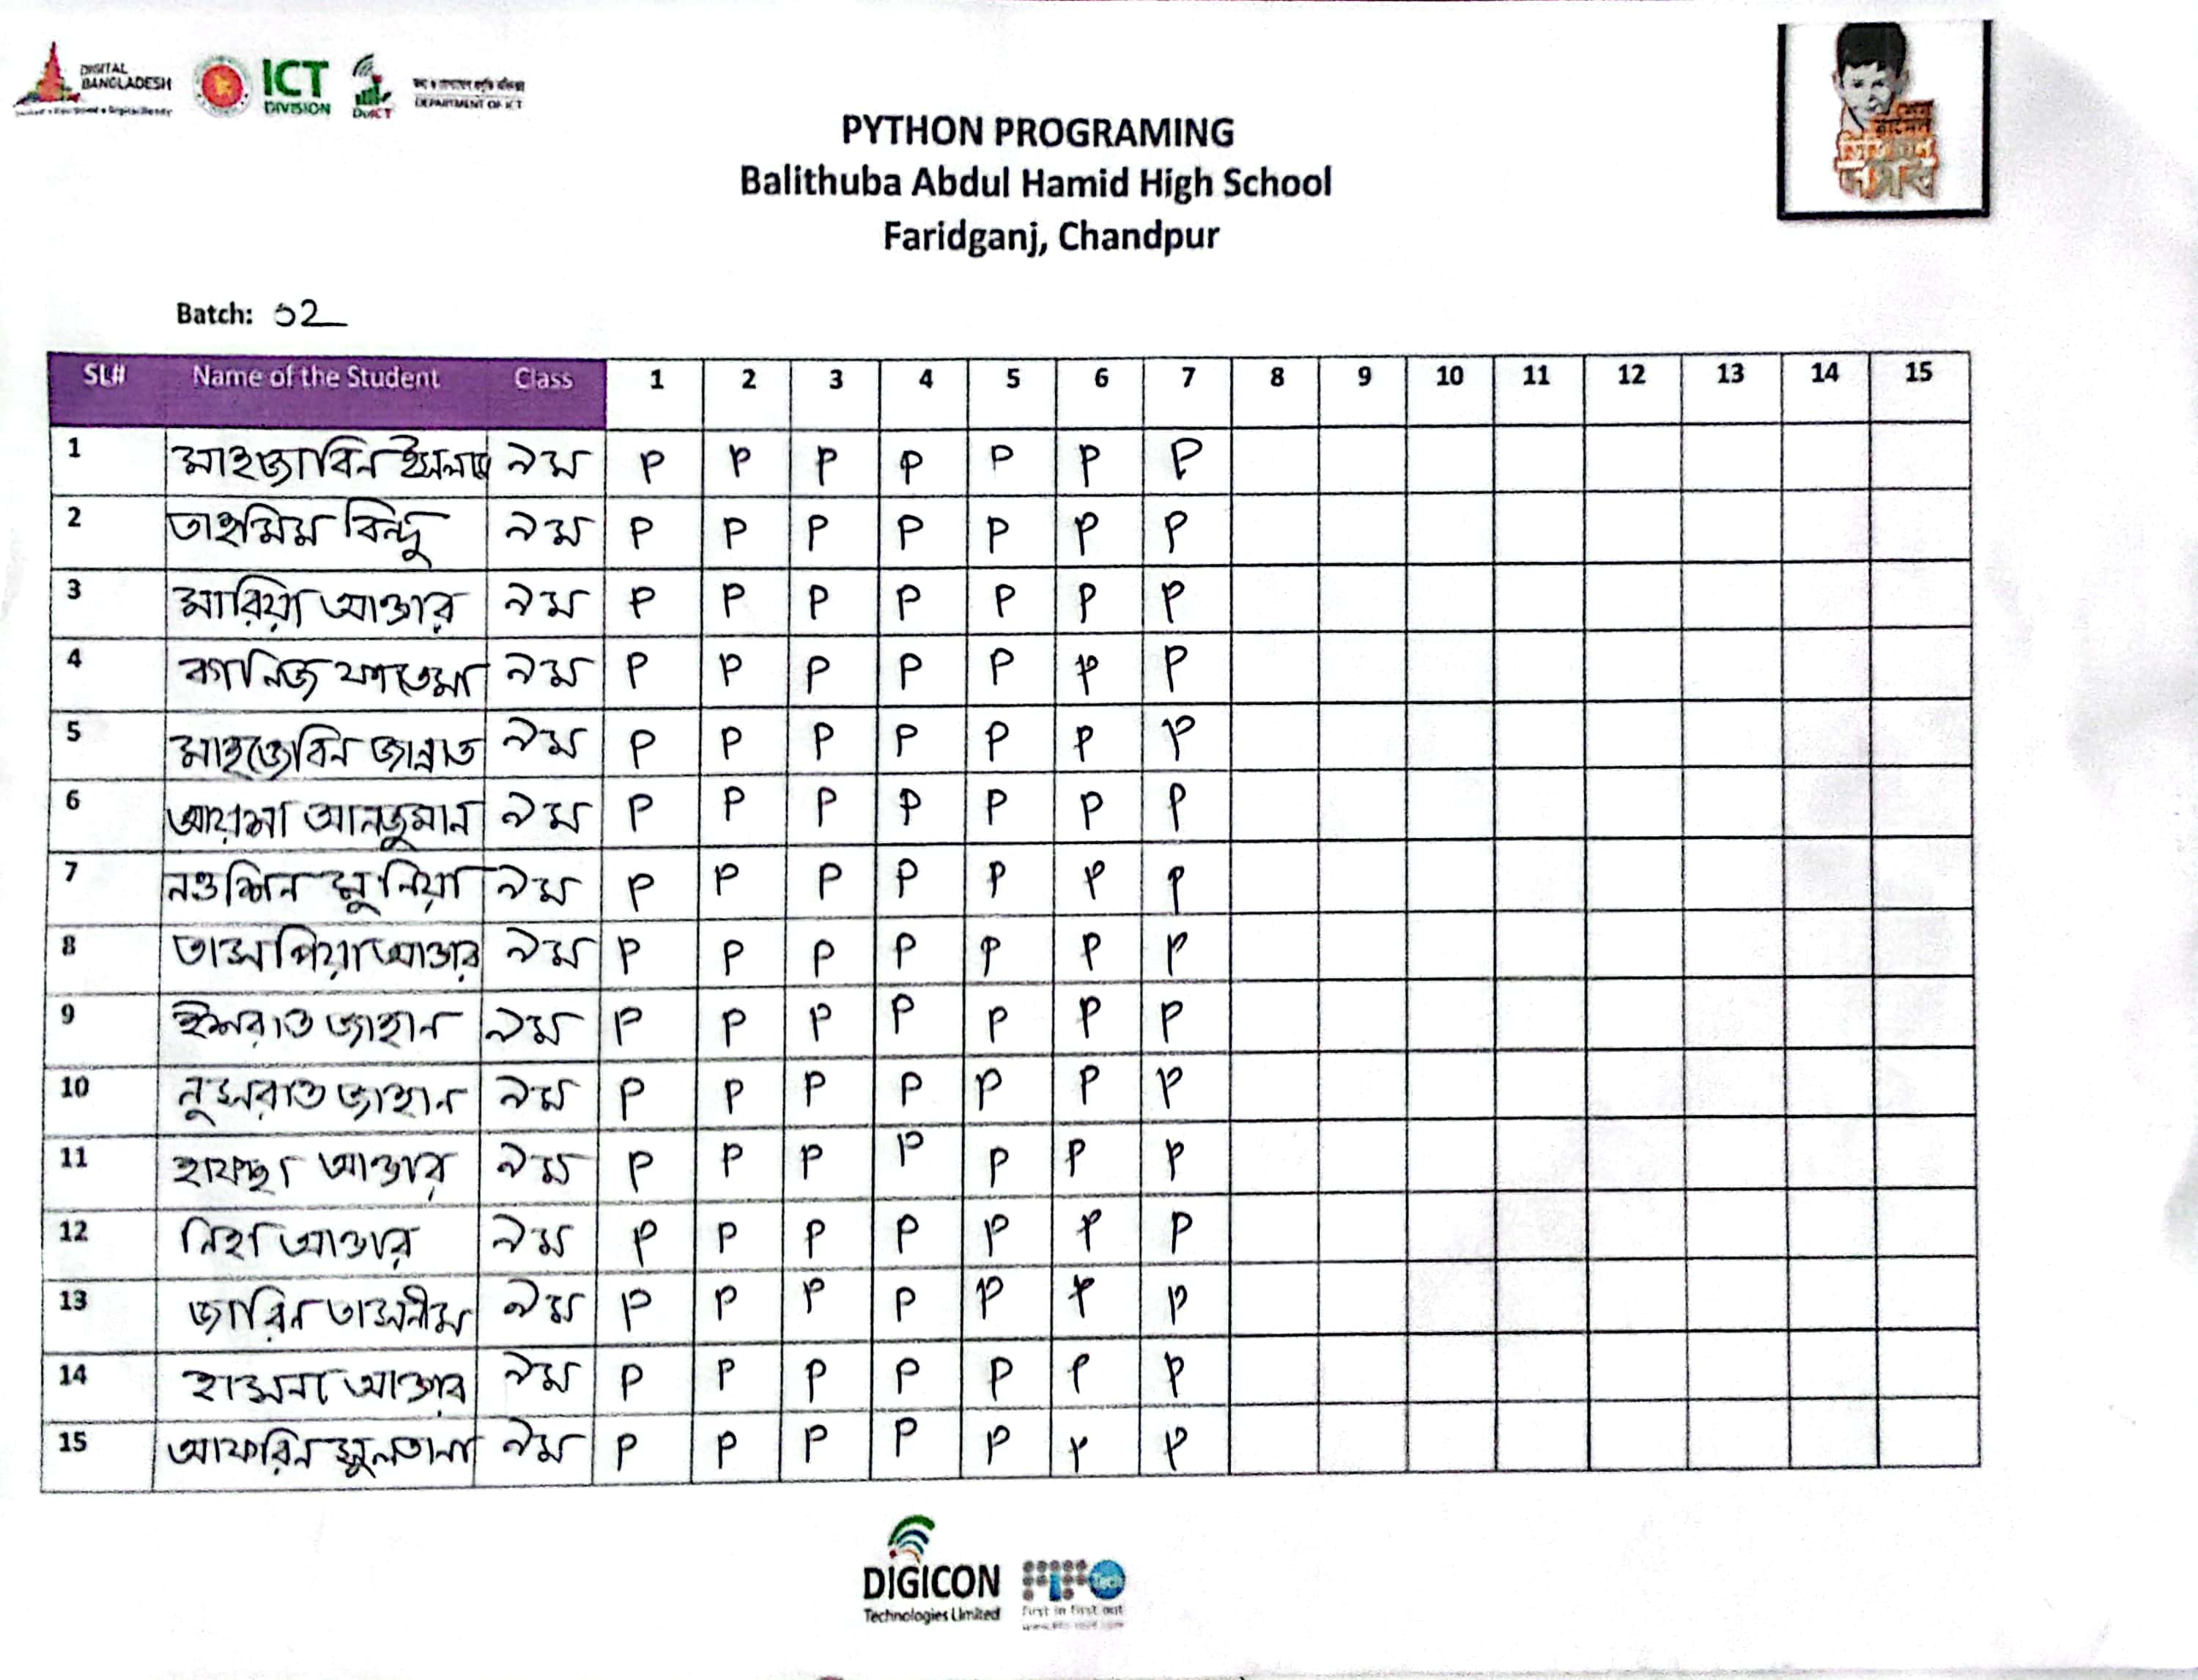 DIGITAL
BANGLADESH
ICT
DIVISION
DoICT
DEPARTMENT OF ICT
PYTHON PROGRAMING
Balithuba Abdul Hamid High School
Faridganj, Chandpur
Batch: 02
SL# Name of the Student Class 1 2 3 4 5 6 7 8 9 10 11 12 13 14 15
1 মাহজাবিন ইসলাম ৯ম P P P P P P P
2 তাহমিম বিন্দু ৯ম P P P P P P P
3 মারিয়া আক্তার ৯ম P P P P P P P
4 কানিজ ফাতেমা ৯ম P P P P P P P
5 মাহজেবিন জান্নাত ৯ম P P P P P P P
6 আয়শা আনজুমান ৯ম P P P P P P P
7 নওশিন মুনিয়া ৯ম P P P P P P P
8 তাসপিয়া আক্তার ৯ম P P P P P P P
9 ইশরাত জাহান ৯ম P P P P P P P
10 নুসরাত জাহান ৯ম P P P P P P P
11 হাফছা আক্তার ৯ম P P P P P P P
12 নিহা আক্তার ৯ম P P P P P P P
13 জারিন তাসনীম ৯ম P P P P P P P
14 হাসনা আক্তার ৯ম P P P P P P P
15 আফরিন সুলতানা ৯ম P P P P P P P
DIGICON
Technologies Limited
Tech
First in first out